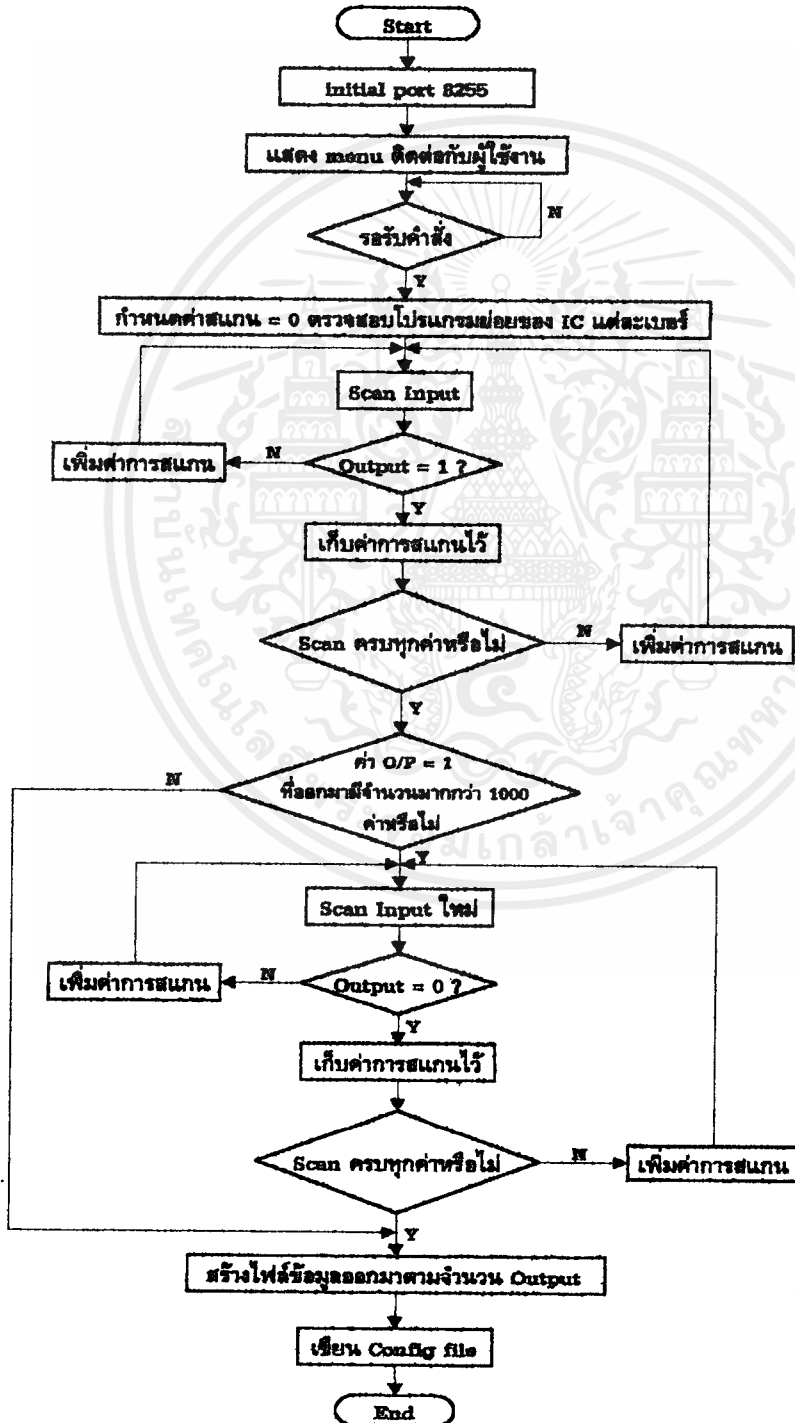 Start
initial port 8255
แสดง menu ติดต่อกับผู้ใช้งาน
N
รอรับคำสั่ง
Y
กำหนดค่าสแกน = 0 ตรวจสอบโปรแกรมย่อยของ IC แต่ละเบอร์
Scan Input
เพิ่มค่าการสแกน
N
Output = 1 ?
Y
เก็บค่าการสแกนไว้
Scan ครบทุกค่าหรือไม่
N
เพิ่มค่าการสแกน
Y
N
ค่า O/P = 1
ที่ออกมามีจำนวนมากกว่า 1000
ค่าหรือไม่
Y
Scan Input ใหม่
เพิ่มค่าการสแกน
N
Output = 0 ?
Y
เก็บค่าการสแกนไว้
Scan ครบทุกค่าหรือไม่
N
เพิ่มค่าการสแกน
Y
สร้างไฟล์ข้อมูลออกมาตามจำนวน Output
เขียน Config file
End